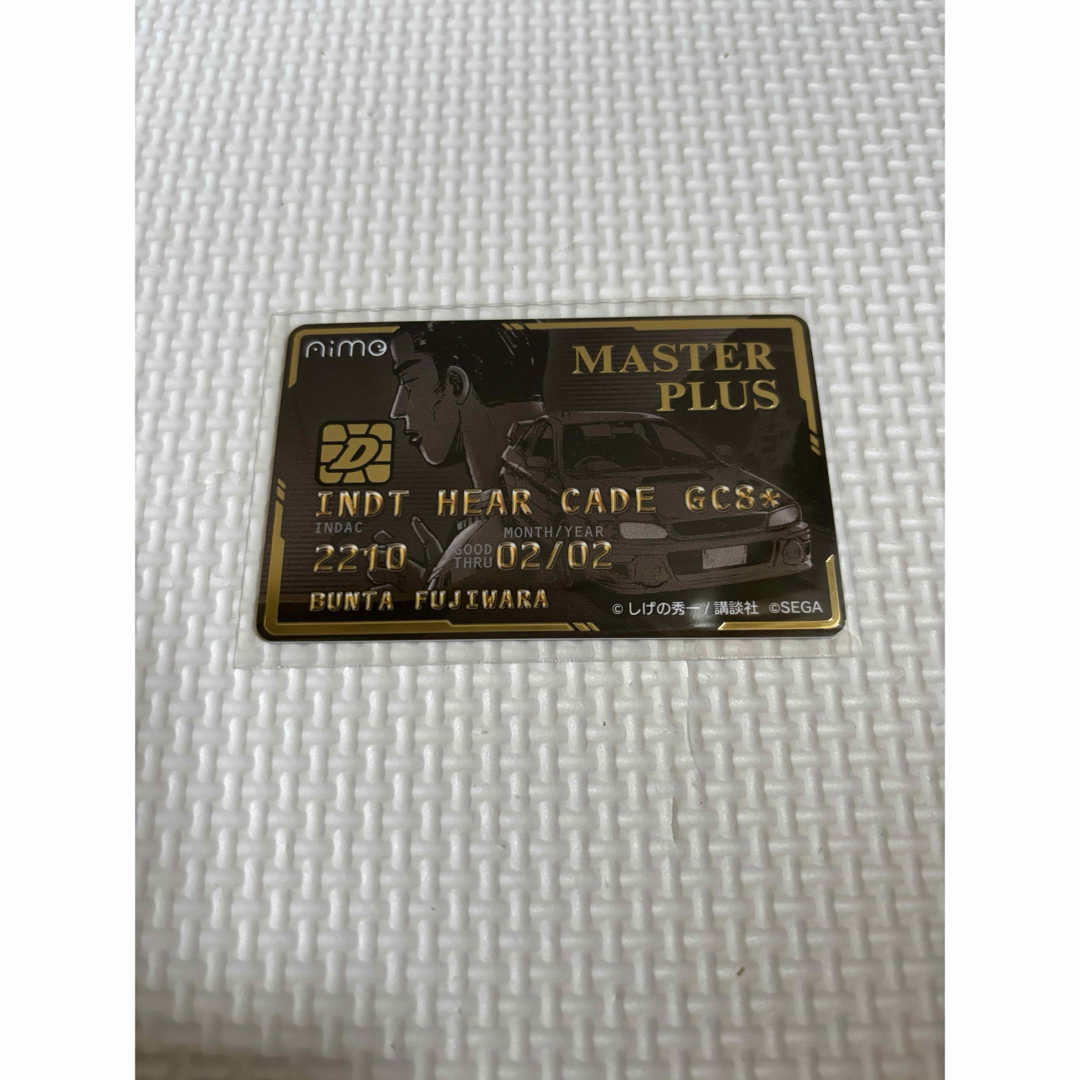 Aime
MASTER
PLUS
D
INDT HEAR CADE GC8*
INDAC
MONTH/YEAR
2210
GOOD
THRU
02/02
BUNTA FUJIWARA
© しげの秀一 / 講談社 ©SEGA